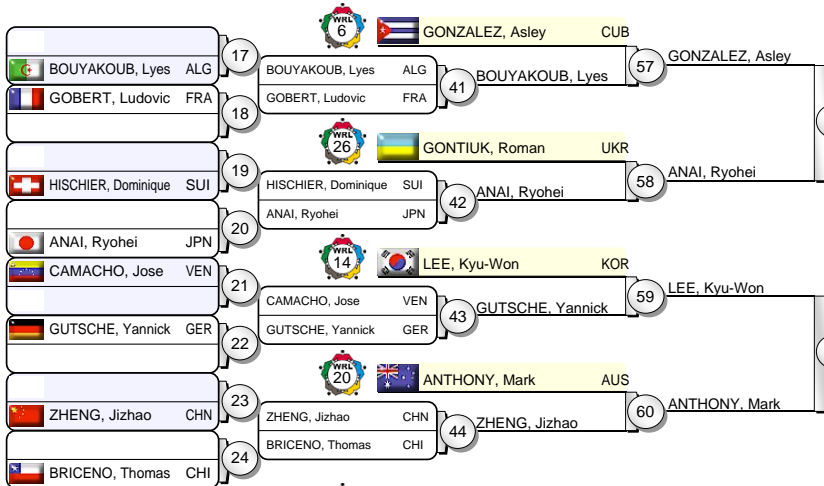 WRL
6
GONZALEZ, Asley CUB
17
57
GONZALEZ, Asley
BOUYAKOUB, Lyes ALG
BOUYAKOUB, Lyes ALG
BOUYAKOUB, Lyes
41
GOBERT, Ludovic FRA
GOBERT, Ludovic FRA
18
WRL
26
GONTIUK, Roman UKR
19
HISCHIER, Dominique SUI
HISCHIER, Dominique SUI
58
ANAI, Ryohei
ANAI, Ryohei
42
ANAI, Ryohei JPN
20
ANAI, Ryohei JPN
WRL
14
LEE, Kyu-Won KOR
CAMACHO, Jose VEN
21
59
LEE, Kyu-Won
CAMACHO, Jose VEN
GUTSCHE, Yannick
43
GUTSCHE, Yannick GER
GUTSCHE, Yannick GER
22
WRL
20
ANTHONY, Mark AUS
23
60
ANTHONY, Mark
ZHENG, Jizhao CHN
ZHENG, Jizhao CHN
ZHENG, Jizhao
44
BRICENO, Thomas CHI
24
BRICENO, Thomas CHI